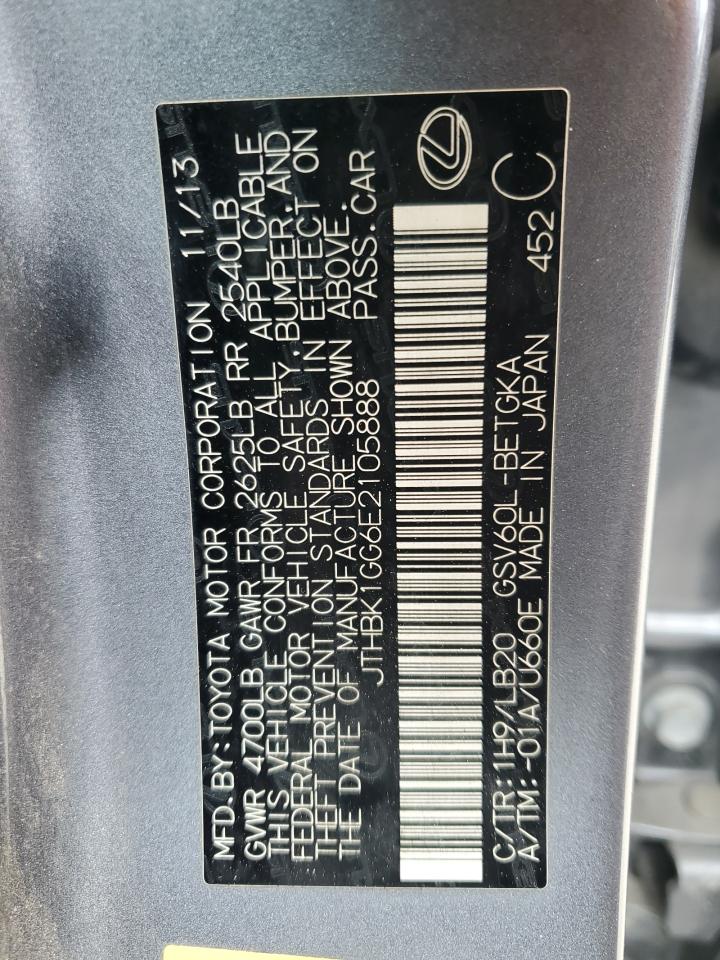 MFD. BY: TOYOTA MOTOR CORPORATION 11/13
GVWR 4700LB GAWR FR 2625LB RR 2540LB
THIS VEHICLE CONFORMS TO ALL APPLICABLE
FEDERAL MOTOR VEHICLE SAFETY, BUMPER, AND
THEFT PREVENTION STANDARDS IN EFFECT ON
THE DATE OF MANUFACTURE SHOWN ABOVE.
JTHBK1GG6E2105888 PASS. CAR
C/TR: 1H9/LB20 GSV60L-BETGKA 452 C
A/TM: -01A/U660E MADE IN JAPAN